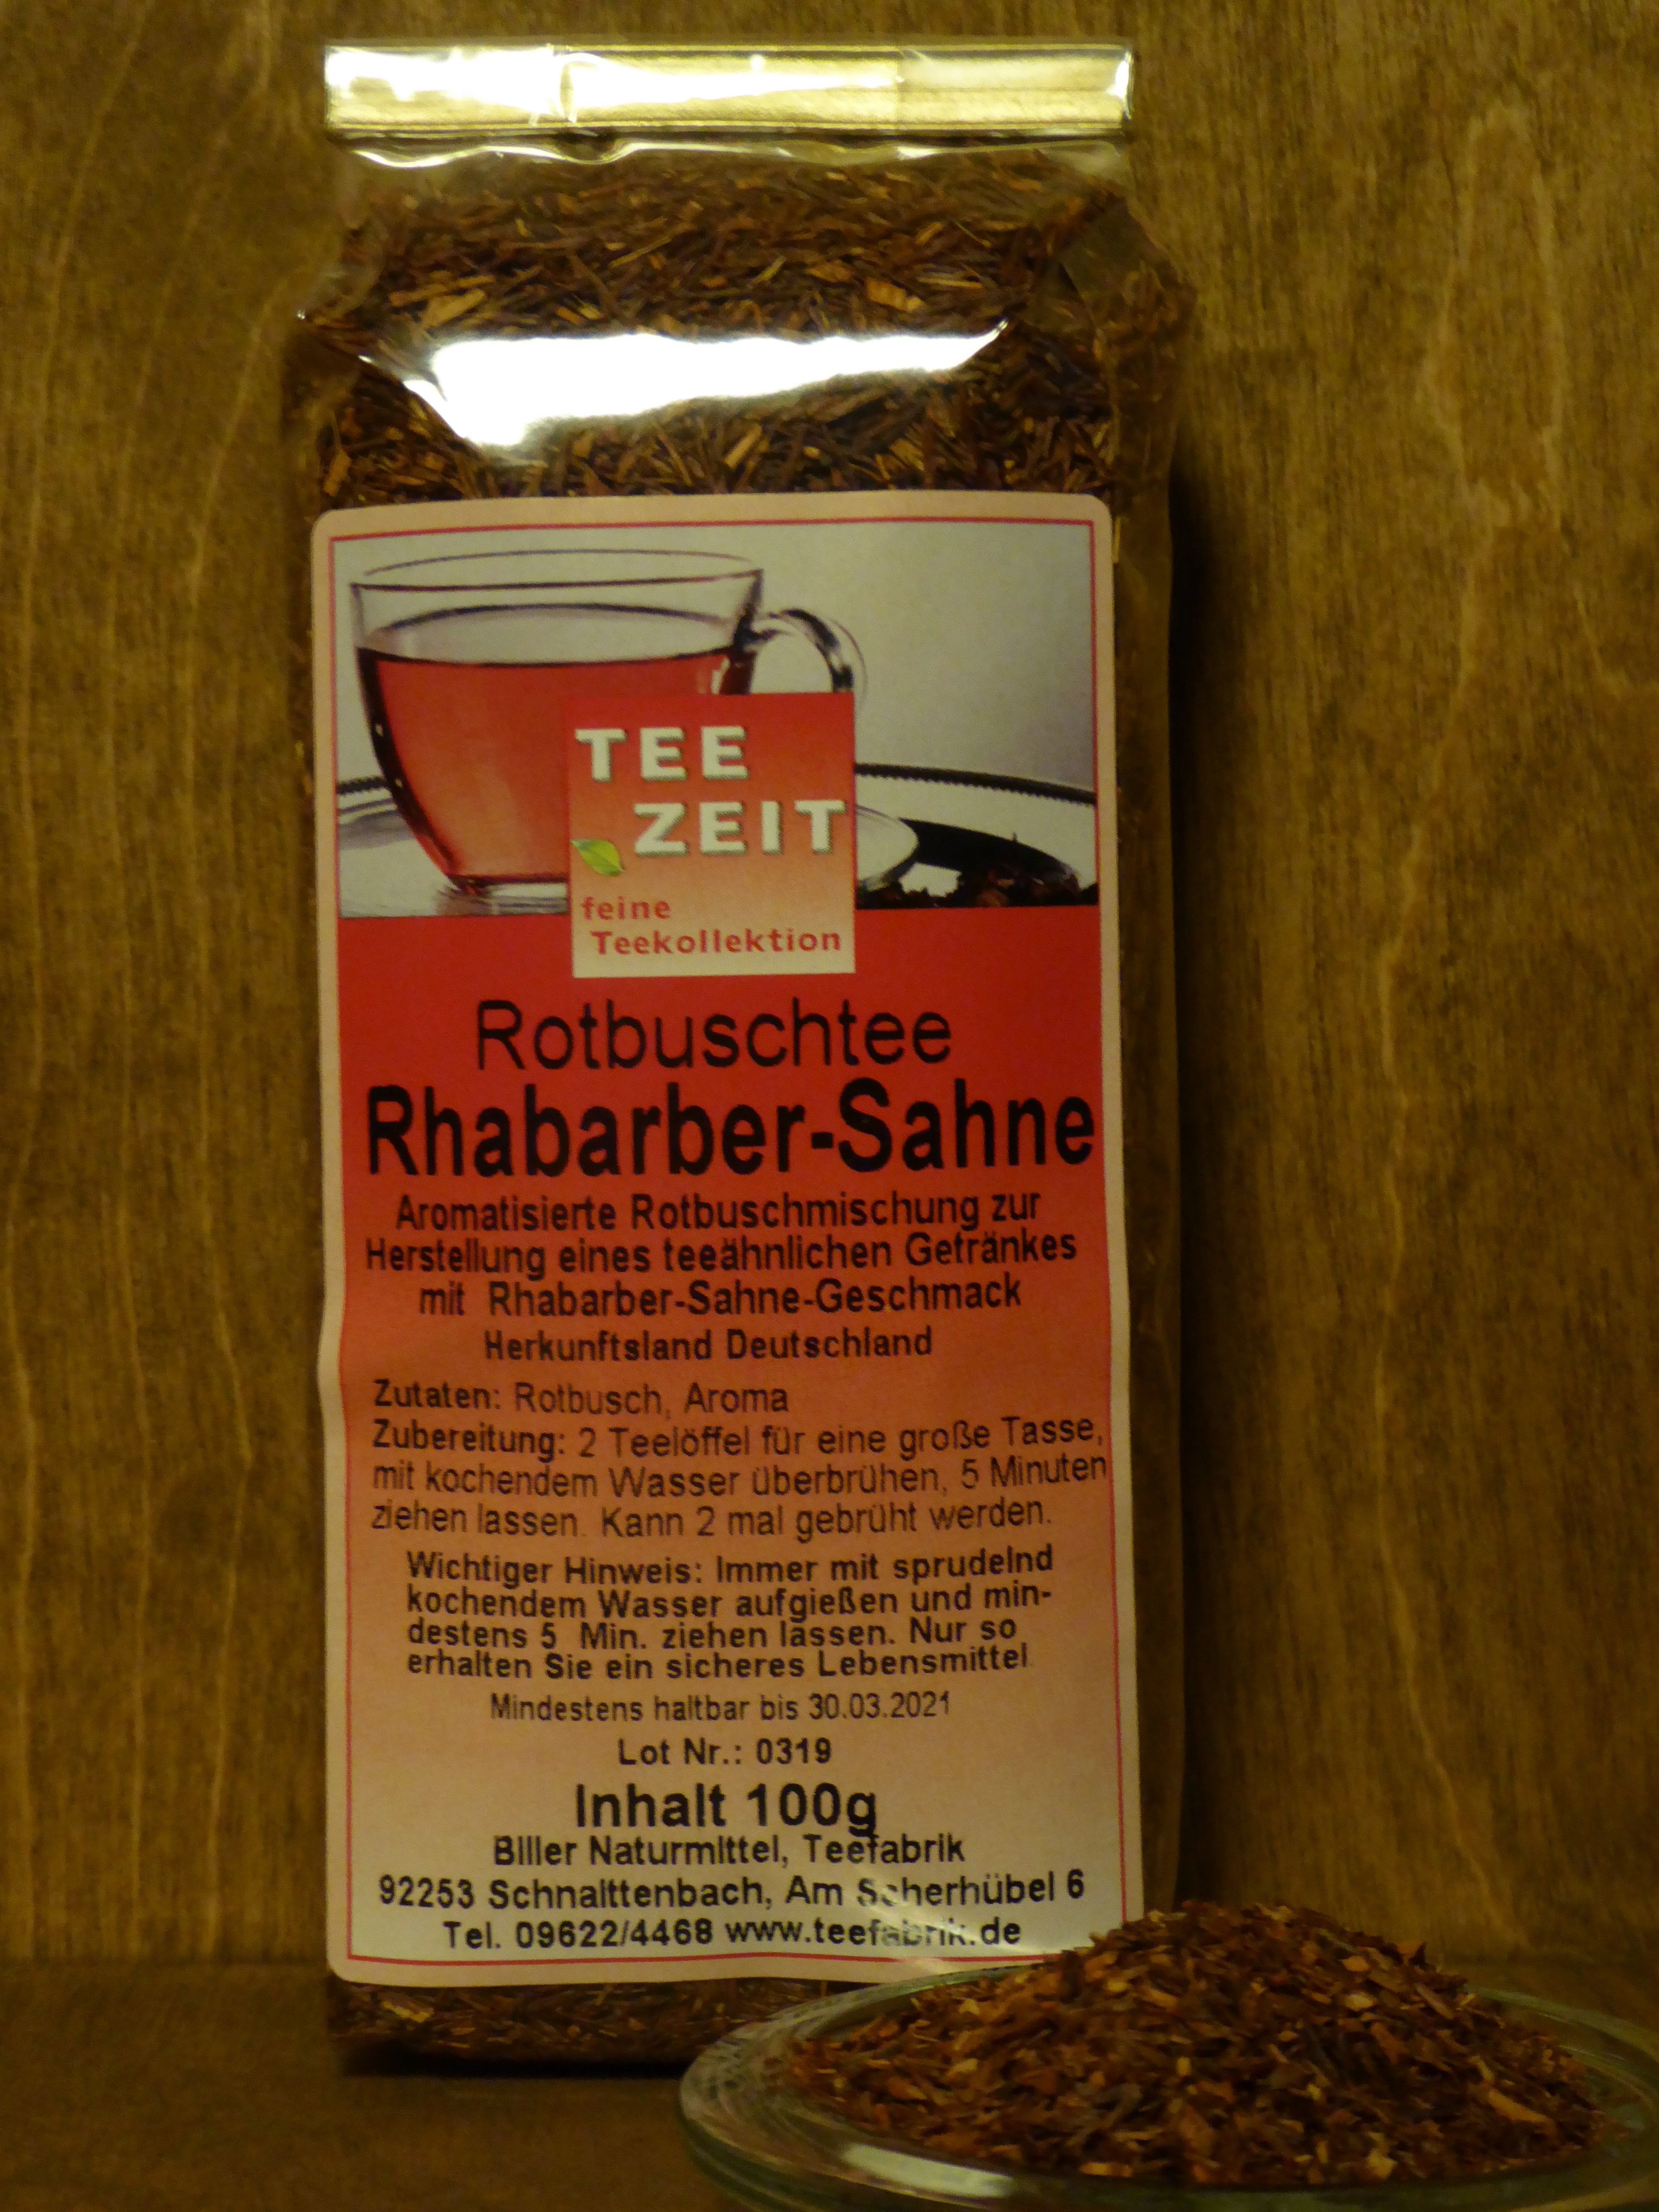 TEE
ZEIT
feine
Teekollektion
Rotbuschtee
Rhabarber-Sahne
Aromatisierte Rotbuschmischung zur
Herstellung eines teeähnlichen Getränkes
mit Rhabarber-Sahne-Geschmack
Herkunftsland Deutschland
Zutaten: Rotbusch, Aroma
Zubereitung: 2 Teelöffel für eine große Tasse,
mit kochendem Wasser überbrühen, 5 Minuten
ziehen lassen. Kann 2 mal gebrüht werden.
Wichtiger Hinweis: Immer mit sprudelnd
kochendem Wasser aufgießen und min-
destens 5 Min. ziehen lassen. Nur so
erhalten Sie ein sicheres Lebensmittel.
Mindestens haltbar bis 30.03.2021
Lot Nr.: 0319
Inhalt 100g
Biller Naturmittel, Teefabrik
92253 Schnaittenbach, Am Scherhübel 6
Tel. 09622/4468 www.teefabrik.de